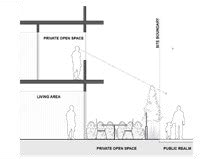 PRIVATE OPEN SPACE
SITE BOUNDARY
LIVING AREA
PRIVATE OPEN SPACE
PUBLIC REALM